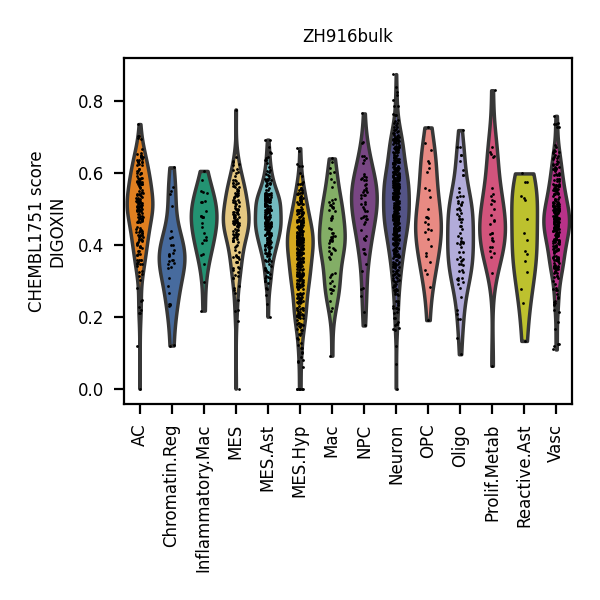 ZH916bulk
CHEMBL1751 score
DIGOXIN
0.8
0.6
0.4
0.2
0.0
AC
Chromatin.Reg
Inflammatory.Mac
MES
MES.Ast
MES.Hyp
Mac
NPC
Neuron
OPC
Oligo
Prolif.Metab
Reactive.Ast
Vasc